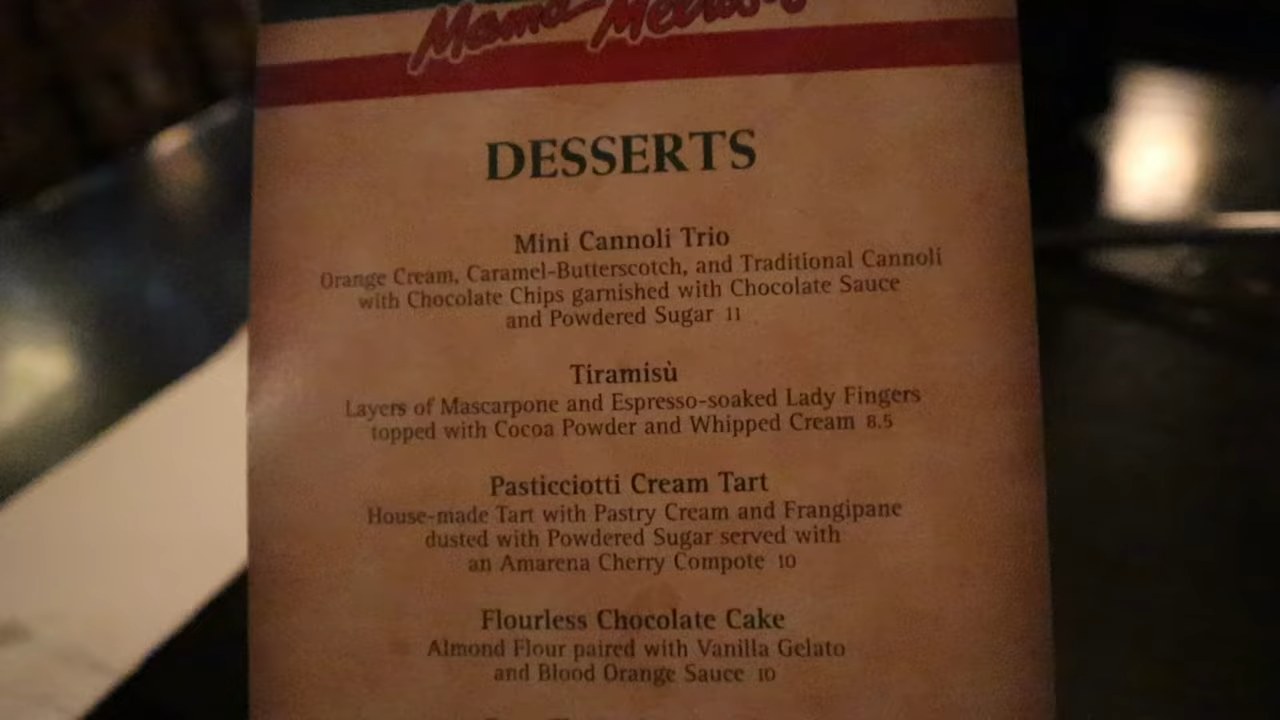 Mama
DESSERTS
Mini Cannoli Trio
Orange Cream, Caramel-Butterscotch, and Traditional Cannoli
with Chocolate Chips garnished with Chocolate Sauce
and Powdered Sugar 11
Tiramisù
Layers of Mascarpone and Espresso-soaked Lady Fingers
topped with Cocoa Powder and Whipped Cream 8.5
Pasticciotti Cream Tart
House-made Tart with Pastry Cream and Frangipane
dusted with Powdered Sugar served with
an Amarena Cherry Compote 10
Flourless Chocolate Cake
Almond Flour paired with Vanilla Gelato
and Blood Orange Sauce 10